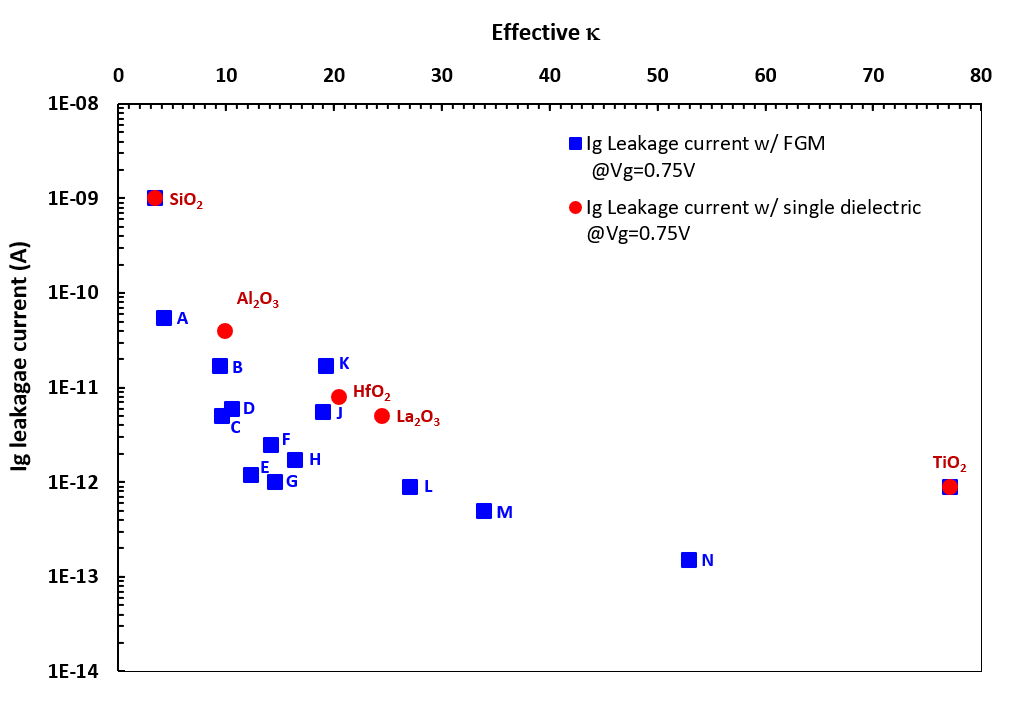 Effective κ
0 10 20 30 40 50 60 70 80
1E-08
1E-09
1E-10
1E-11
1E-12
1E-13
1E-14
Ig leakagae current (A)
Ig Leakage current w/ FGM
@Vg=0.75V
Ig Leakage current w/ single dielectric
@Vg=0.75V
SiO₂
Al₂O₃
A
B
K
HfO₂
D
J
La₂O₃
C
F
H
E
G
L
TiO₂
M
N